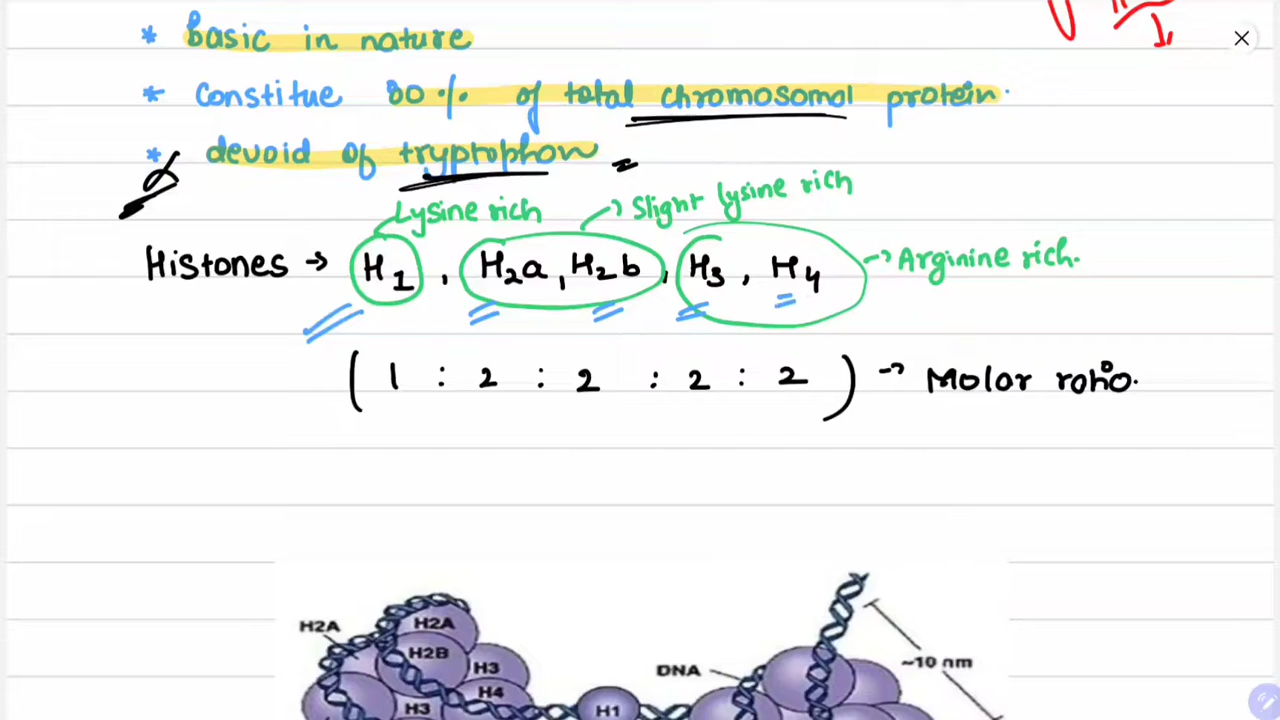 * Basic in nature
* Constitue 80% of total chromosomal protein.
* devoid of tryptophon
Lysine rich
Slight lysine rich
Histones → H1, H2a, H2b, H3, H4
→ Arginine rich.
(1 : 2 : 2 : 2 : 2) → Molar ratio.
H2A
H2A
H2B
H3
H4
H3
H1
DNA
~10 nm